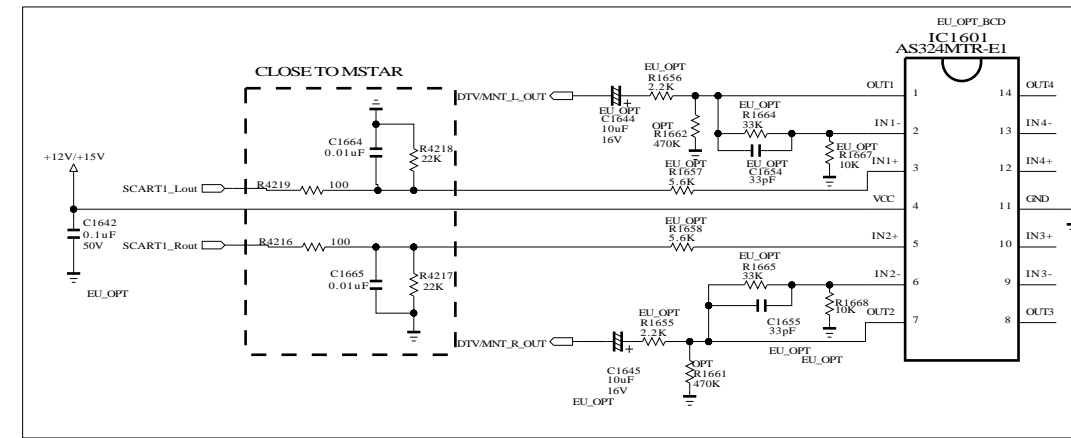 EU_OPT_BCD
IC1601
AS324MTR-E1
CLOSE TO MSTAR
DTV/MNT_L_OUT
EU_OPT
C1644
10uF
16V
EU_OPT
R1656
2.2K
OPT
R1662
470K
EU_OPT
R1664
33K
EU_OPT
C1654
33pF
EU_OPT
R1667
10K
OUT1
1
14
OUT4
IN1-
2
13
IN4-
IN1+
3
12
IN4+
VCC
4
11
GND
IN2+
5
10
IN3+
IN2-
6
9
IN3-
OUT2
7
8
OUT3
C1664
0.01uF
R4218
22K
+12V/+15V
SCART1_Lout
R4219
100
EU_OPT
R1657
5.6K
C1642
0.1uF
50V
EU_OPT
SCART1_Rout
R4216
100
EU_OPT
R1658
5.6K
C1665
0.01uF
R4217
22K
EU_OPT
R1665
33K
C1655
33pF
EU_OPT
R1668
10K
EU_OPT
DTV/MNT_R_OUT
EU_OPT
R1655
2.2K
C1645
10uF
16V
EU_OPT
OPT
R1661
470K